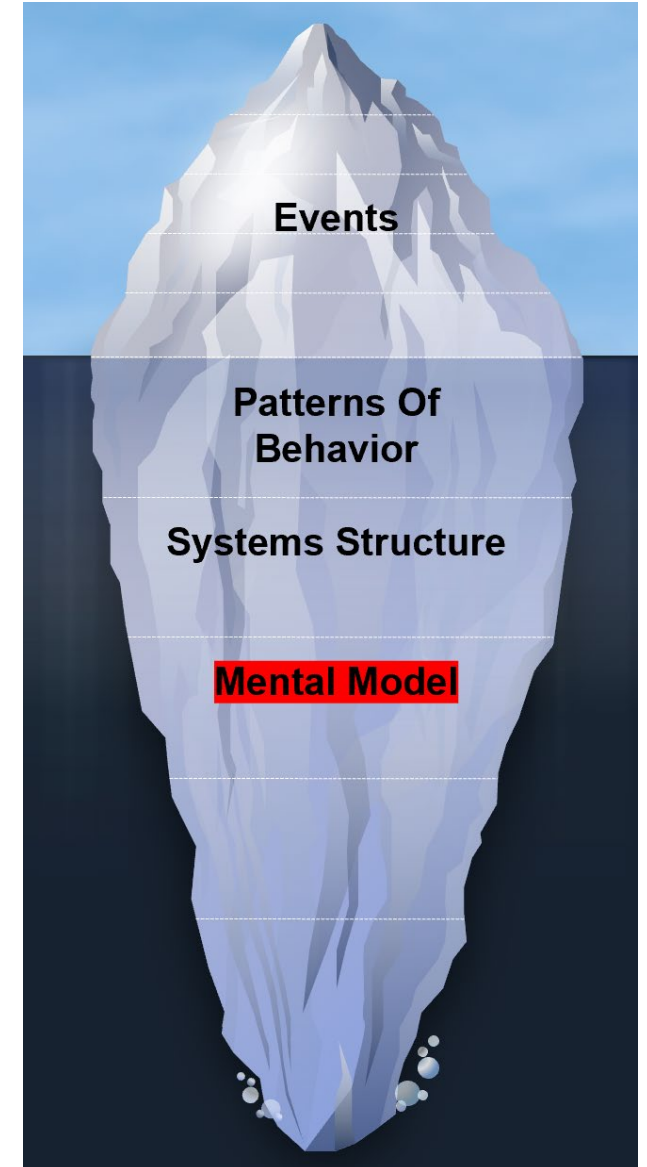 Events
Patterns Of
Behavior
Systems Structure
Mental Model